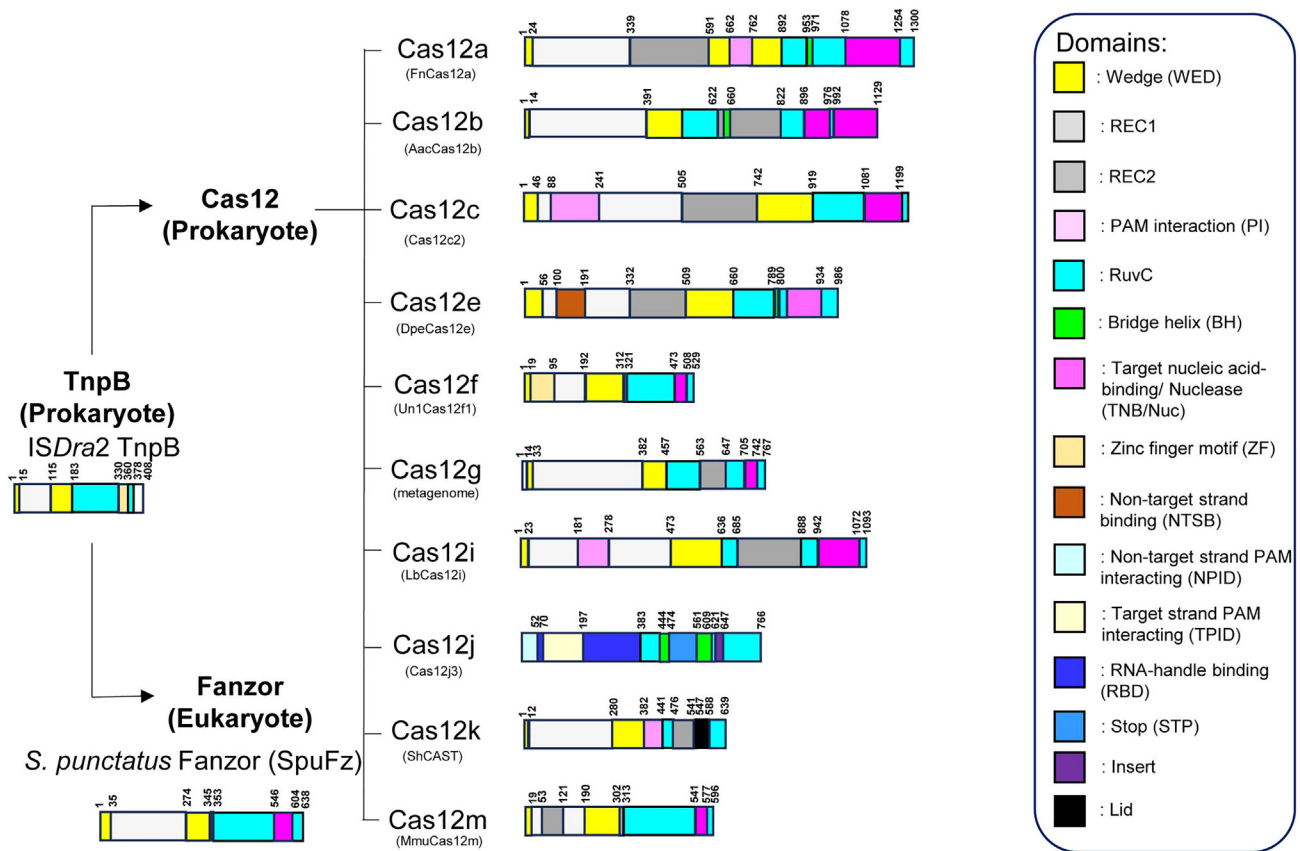 TnpB
(Prokaryote)
ISDra2 TnpB
1 15 115 183 330 360 378 408
Cas12
(Prokaryote)
Fanzor
(Eukaryote)
S. punctatus Fanzor (SpuFz)
1 35 274 345 353 546 604 638
Cas12a
(FnCas12a)
1 24 339 591 662 762 892 953 971 1078 1254 1300
Cas12b
(AacCas12b)
1 14 391 622 660 822 896 976 992 1129
Cas12c
(Cas12c2)
1 46 88 241 505 742 919 1081 1199
Cas12e
(DpeCas12e)
1 56 100 191 332 509 660 789 800 934 986
Cas12f
(Un1Cas12f1)
1 19 95 192 312 321 473 508 529
Cas12g
(metagenome)
1 14 33 382 457 563 647 705 742 767
Cas12i
(LbCas12i)
1 23 181 278 473 636 685 888 942 1072 1093
Cas12j
(Cas12j3)
1 52 70 197 383 444 474 561 609 621 647 766
Cas12k
(ShCAST)
1 12 280 382 441 476 541 547 588 639
Cas12m
(MmuCas12m)
1 19 53 121 190 302 313 541 577 596
Domains:
: Wedge (WED)
: REC1
: REC2
: PAM interaction (PI)
: RuvC
: Bridge helix (BH)
: Target nucleic acid-
binding/ Nuclease
(TNB/Nuc)
: Zinc finger motif (ZF)
: Non-target strand
binding (NTSB)
: Non-target strand PAM
interacting (NPID)
: Target strand PAM
interacting (TPID)
: RNA-handle binding
(RBD)
: Stop (STP)
: Insert
: Lid